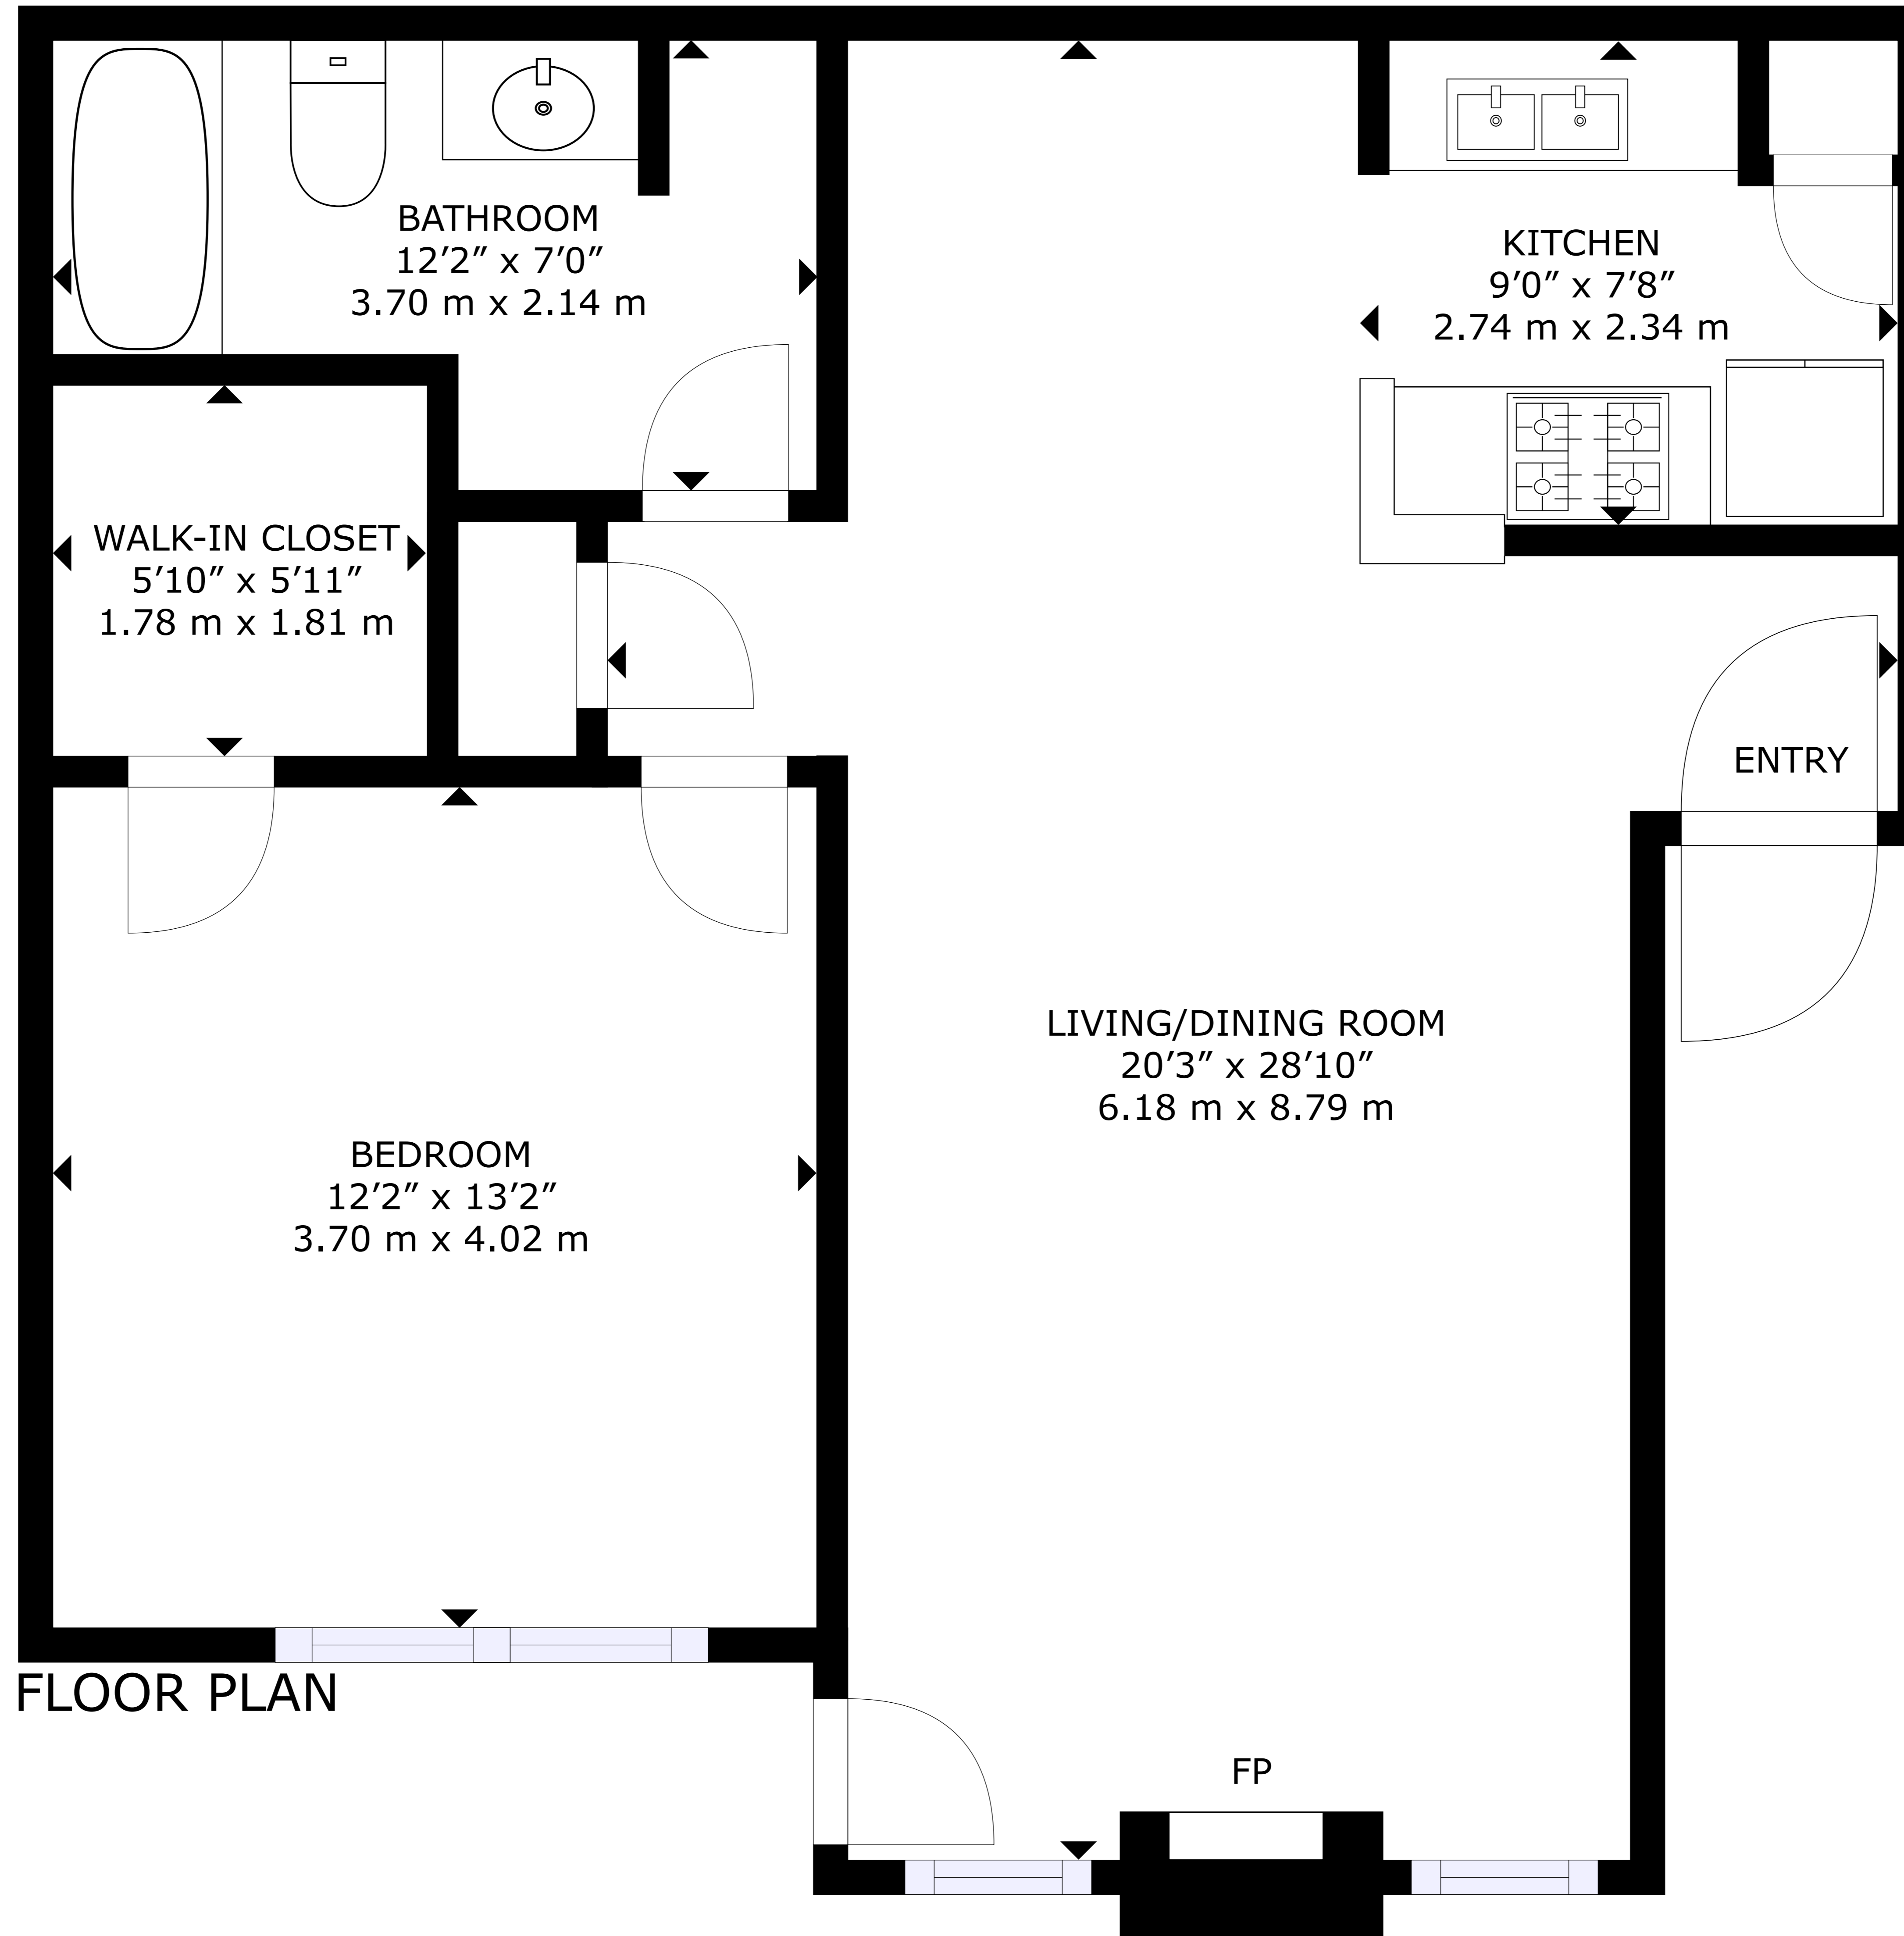 BATHROOM
12′2″ x 7′0″
3.70 m x 2.14 m
KITCHEN
9′0″ x 7′8″
2.74 m x 2.34 m
WALK-IN CLOSET
5′10″ x 5′11″
1.78 m x 1.81 m
ENTRY
LIVING/DINING ROOM
20′3″ x 28′10″
6.18 m x 8.79 m
BEDROOM
12′2″ x 13′2″
3.70 m x 4.02 m
FLOOR PLAN
FP